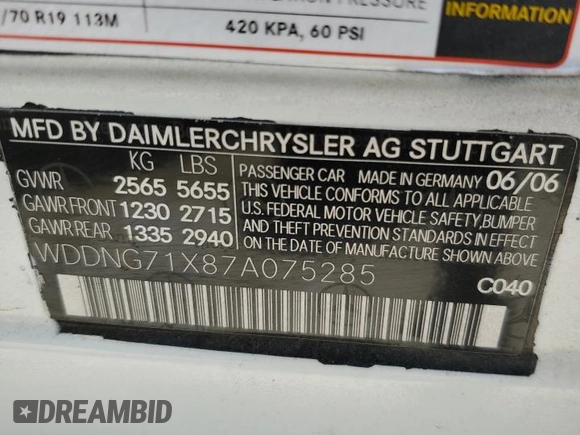 /70 R19 113M
420 KPA, 60 PSI
INFORMATION
MFD BY DAIMLERCHRYSLER AG STUTTGART
KG LBS
GVWR 2565 5655
GAWR FRONT 1230 2715
GAWR REAR 1335 2940
PASSENGER CAR MADE IN GERMANY 06/06
THIS VEHICLE CONFORMS TO ALL APPLICABLE
U.S. FEDERAL MOTOR VEHICLE SAFETY, BUMPER
AND THEFT PREVENTION STANDARDS IN EFFECT
ON THE DATE OF MANUFACTURE SHOWN ABOVE
WDDNG71X87A075285
C040
DREAMBID